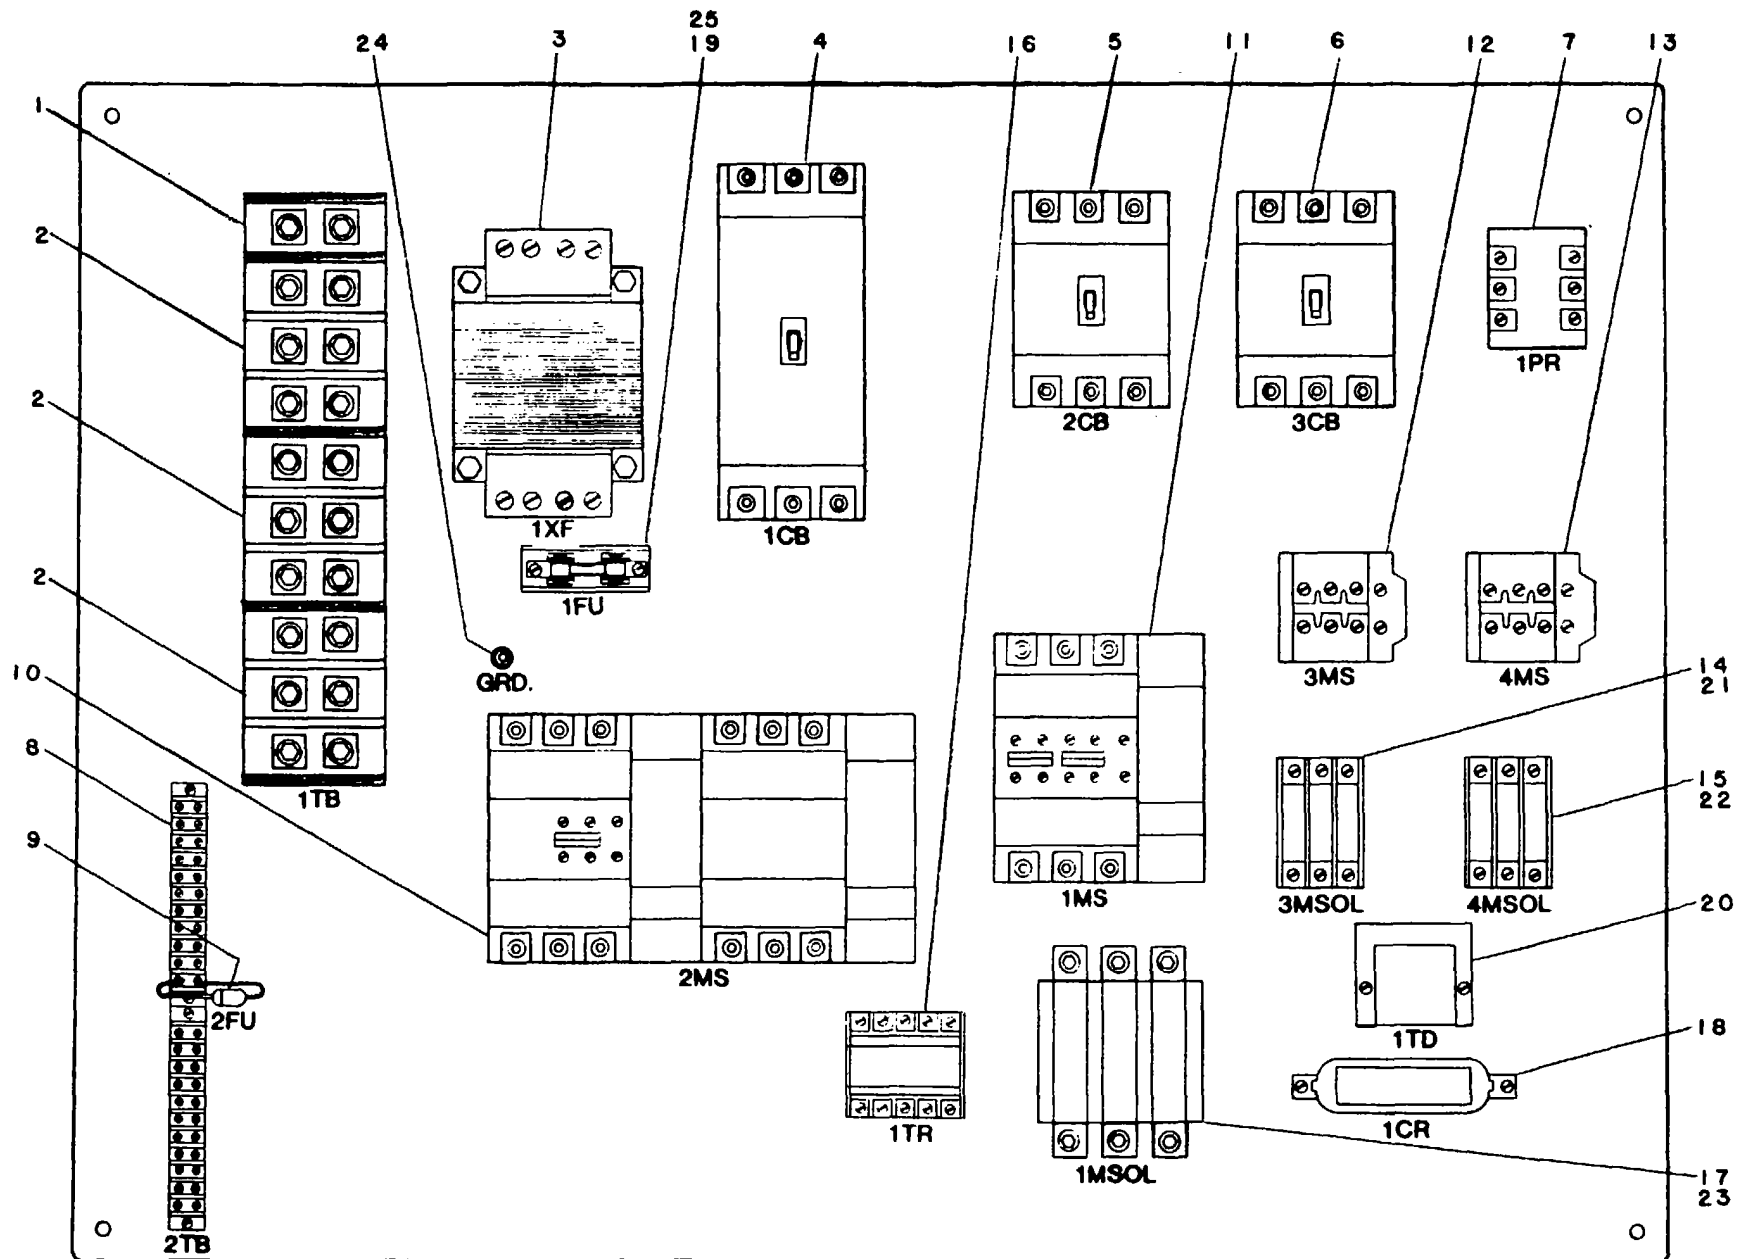 25
24 3 19 4 16 5 11 6 12 7 13
1
2
2
2
10
8
9
1XF
1CB
2CB
3CB
1PR
1FU
GRD.
3MS
4MS
14
21
1TB
15
22
1MS
3MSOL
4MSOL
20
2MS
2FU
1TD
18
1TR
1CR
1MSOL
17
23
2TB